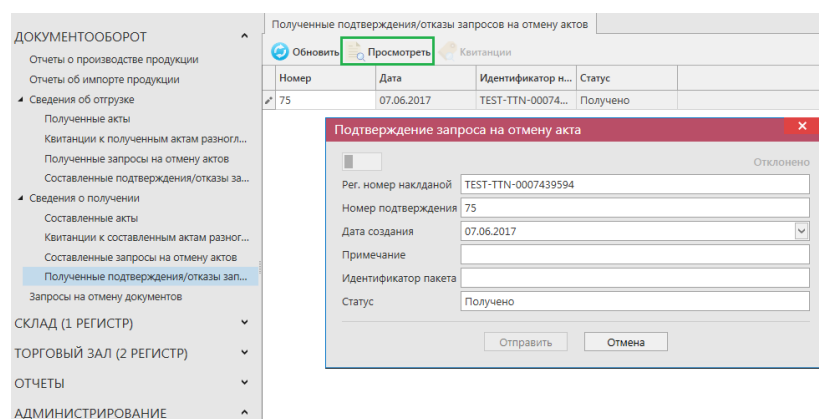 Полученные подтверждения/отказы запросов на отмену актов
ДОКУМЕНТООБОРОТ
Отчеты о производстве продукции
Отчеты об импорте продукции
Сведения об отгрузке
Полученные акты
Квитанции к полученным актам разногл...
Полученные запросы на отмену актов
Составленные подтверждения/отказы за...
Сведения о получении
Составленные акты
Квитанции к составленным актам разног...
Составленные запросы на отмену актов
Полученные подтверждения/отказы зап...
Запросы на отмену документов
СКЛАД (1 РЕГИСТР)
ТОРГОВЫЙ ЗАЛ (2 РЕГИСТР)
ОТЧЕТЫ
АДМИНИСТРИРОВАНИЕ
Обновить Просмотреть Квитанции
Номер Дата Идентификатор н... Статус
75 07.06.2017 TEST-TTN-00074... Получено
Подтверждение запроса на отмену акта
Отклонено
Рег. номер накладной TEST-TTN-0007439594
Номер подтверждения 75
Дата создания 07.06.2017
Примечание
Идентификатор пакета
Статус Получено
Отправить Отмена